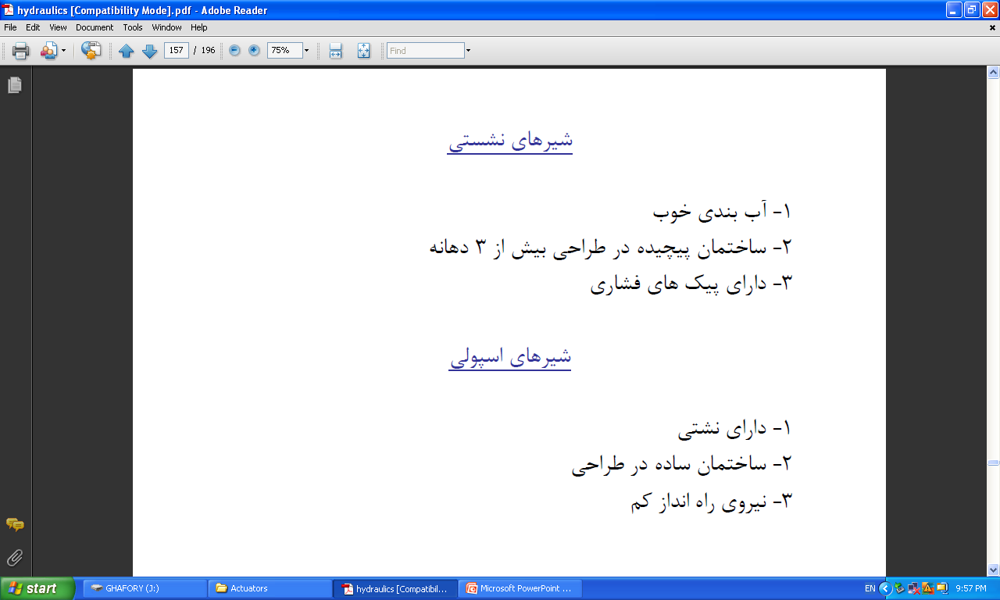 hydraulics [Compatibility Mode].pdf - Adobe Reader
File Edit View Document Tools Window Help
157 / 196 75% Find
شیرهای نشستی
۱- آب بندی خوب
۲- ساختمان پیچیده در طراحی بیش از ۳ دهانه
۳- دارای پیک های فشاری
شیرهای اسپولی
۱- دارای نشتی
۲- ساختمان ساده در طراحی
۳- نیروی راه انداز کم
start GHAFORY (J:) Actuators hydraulics [Compatibil... Microsoft PowerPoint ... EN 9:57 PM